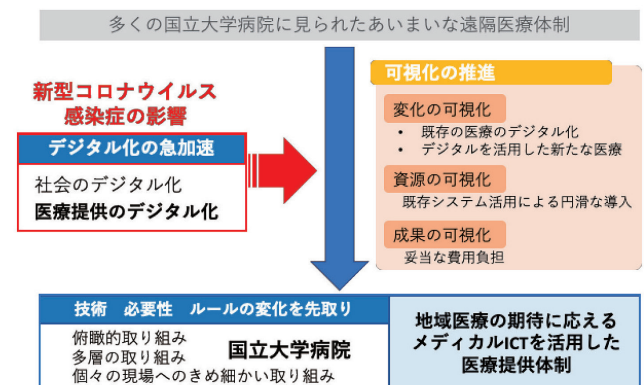 多くの国立大学病院に見られたあいまいな遠隔医療体制
新型コロナウイルス
感染症の影響
デジタル化の急加速
社会のデジタル化
医療提供のデジタル化
可視化の推進
変化の可視化
• 既存の医療のデジタル化
• デジタルを活用した新たな医療
資源の可視化
既存システム活用による円滑な導入
成果の可視化
妥当な費用負担
技術 必要性 ルールの変化を先取り
俯瞰的取り組み
多層の取り組み
国立大学病院
個々の現場へのきめ細かい取り組み
地域医療の期待に応える
メディカルICTを活用した
医療提供体制